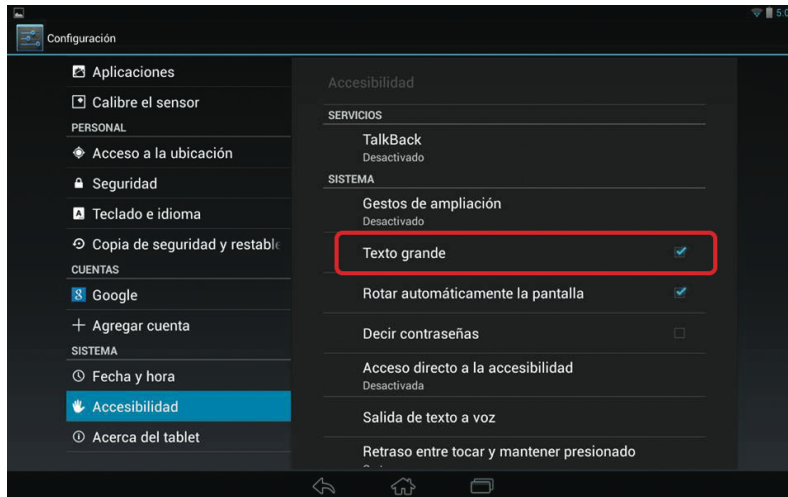 5:0
Configuración
Aplicaciones
Calibre el sensor
PERSONAL
Acceso a la ubicación
Seguridad
Teclado e idioma
Copia de seguridad y restable
CUENTAS
Google
Agregar cuenta
SISTEMA
Fecha y hora
Accesibilidad
Acerca del tablet
Accesibilidad
SERVICIOS
TalkBack
Desactivado
SISTEMA
Gestos de ampliación
Desactivado
Texto grande
Rotar automáticamente la pantalla
Decir contraseñas
Acceso directo a la accesibilidad
Desactivada
Salida de texto a voz
Retraso entre tocar y mantener presionado